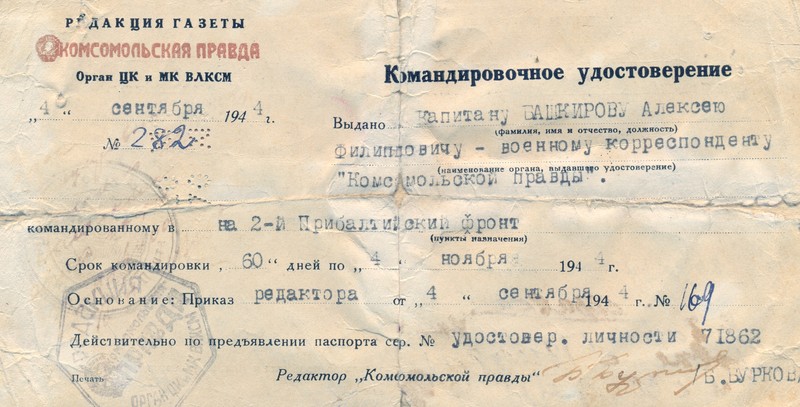 РЕДАКЦИЯ ГАЗЕТЫ
КОМСОМОЛЬСКАЯ ПРАВДА
Орган ЦК и МК ВЛКСМ
„4“ сентября 1944 г.
№ 282
Командировочное удостоверение
Выдано капитану БАШКИРОВУ Алексею
(фамилия, имя и отчество, должность)
Филипповичу - военному корреспонденту
(наименование органа, выдавшего удостоверение)
"Комсомольской правды".
командированному в на 2-й Прибалтийский фронт
(пункты назначения)
Срок командировки „60“ дней по „4“ ноября 1944 г.
Основание: Приказ редактора от „4“ сентября 1944 г. № 169
Действительно по предъявлении паспорта сер. № удостовер. личности 71862
Печать
Редактор „Комсомольской правды“
Б. БУРКОВ